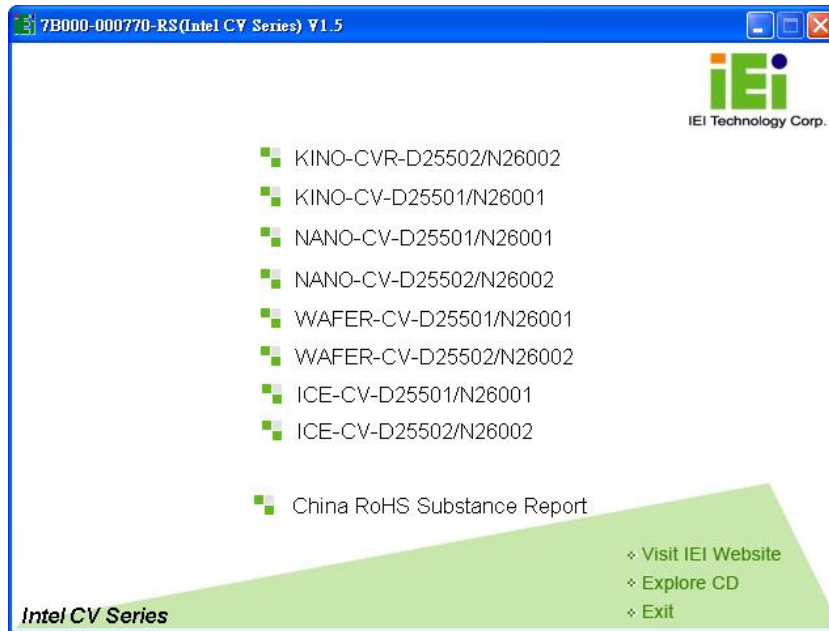 7B000-000770-RS(Intel CV Series) V1.5
iEi
IEI Technology Corp.
KINO-CVR-D25502/N26002
KINO-CV-D25501/N26001
NANO-CV-D25501/N26001
NANO-CV-D25502/N26002
WAFER-CV-D25501/N26001
WAFER-CV-D25502/N26002
ICE-CV-D25501/N26001
ICE-CV-D25502/N26002
China RoHS Substance Report
Visit IEI Website
Explore CD
Exit
Intel CV Series